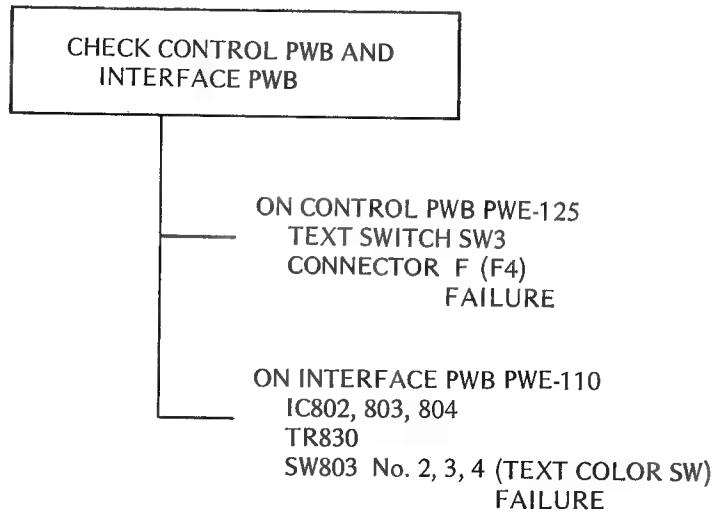 CHECK CONTROL PWB AND
INTERFACE PWB
ON CONTROL PWB PWE-125
TEXT SWITCH SW3
CONNECTOR F (F4)
FAILURE
ON INTERFACE PWB PWE-110
IC802, 803, 804
TR830
SW803 No. 2, 3, 4 (TEXT COLOR SW)
FAILURE